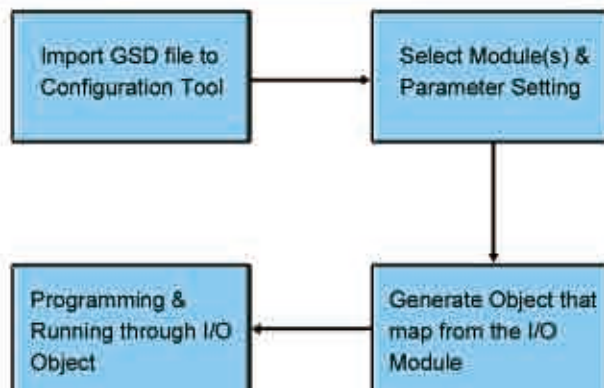 Import GSD file to
Configuration Tool
Select Module(s) &
Parameter Setting
Programming &
Running through I/O
Object
Generate Object that
map from the I/O
Module